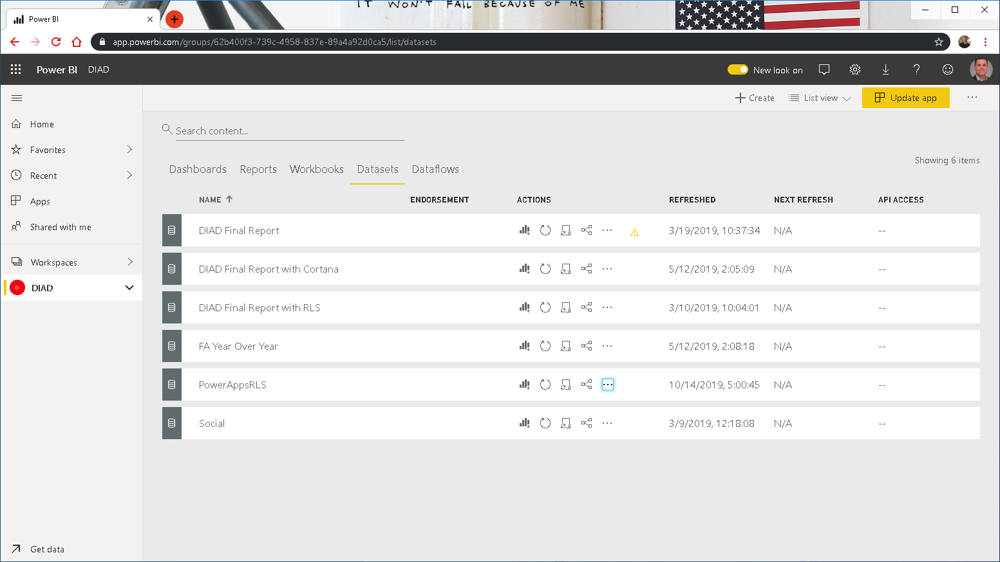 IT WON'T FAIL BECAUSE OF ME
Power BI
app.powerbi.com/groups/62b400f3-739c-4958-837e-89a4a92d0ca5/list/datasets
Power BI DIAD
New look on
Create List view Update app
Home
Favorites
Recent
Apps
Shared with me
Workspaces
D DIAD
Get data
Search content...
Dashboards Reports Workbooks Datasets Dataflows
Showing 6 items
NAME ENDORSEMENT ACTIONS REFRESHED NEXT REFRESH API ACCESS
DIAD Final Report 3/19/2019, 10:37:34 N/A --
DIAD Final Report with Cortana 5/12/2019, 2:05:09 N/A --
DIAD Final Report with RLS 3/10/2019, 10:04:01 N/A --
FA Year Over Year 5/12/2019, 2:08:18 N/A --
PowerAppsRLS 10/14/2019, 5:00:45 N/A --
Social 3/9/2019, 12:18:08 N/A --